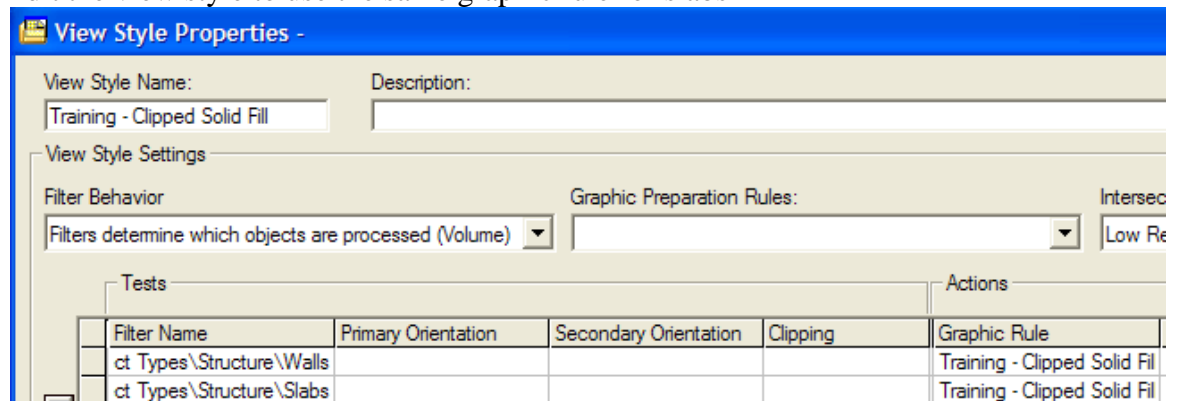 View Style Properties -
View Style Name: Description:
Training - Clipped Solid Fill
View Style Settings
Filter Behavior Graphic Preparation Rules: Intersec
Filters determine which objects are processed (Volume) Low Re
Tests Actions
Filter Name Primary Orientation Secondary Orientation Clipping Graphic Rule
ct Types\Structure\Walls Training - Clipped Solid Fil
ct Types\Structure\Slabs Training - Clipped Solid Fil